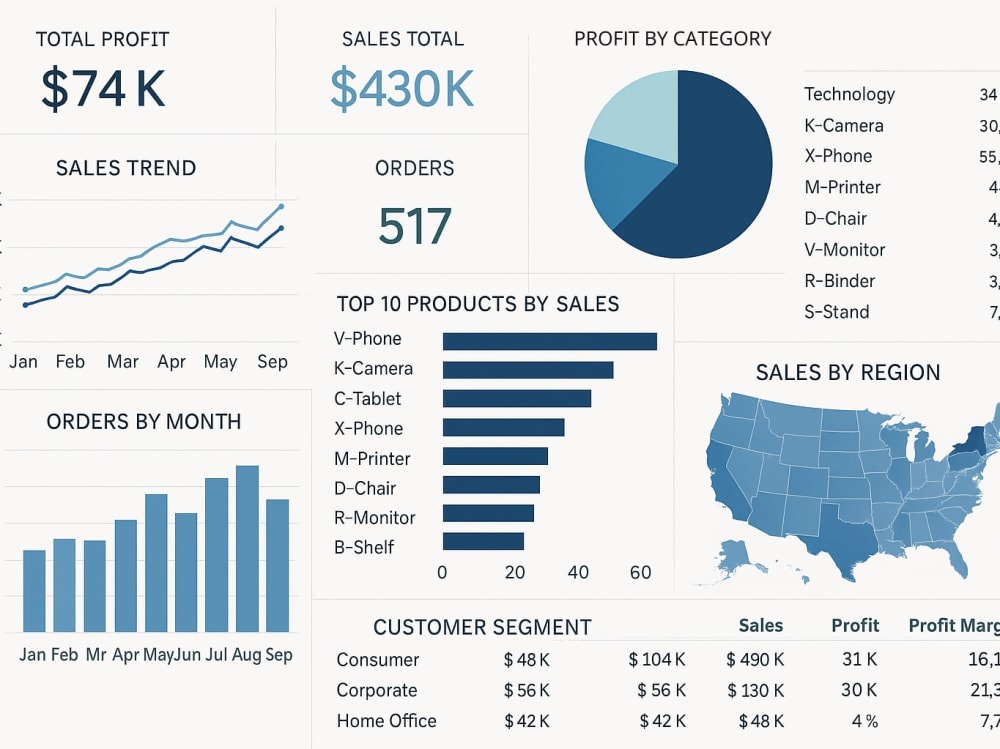 TOTAL PROFIT
$74 K
SALES TOTAL
$430K
PROFIT BY CATEGORY
Technology 34
K-Camera 30,
X-Phone 55,
M-Printer 4
D-Chair 4,
V-Monitor 3,
R-Binder 3,
S-Stand 7,
SALES TREND
Jan Feb Mar Apr May Sep
ORDERS
517
TOP 10 PRODUCTS BY SALES
V-Phone
K-Camera
C-Tablet
X-Phone
M-Printer
D-Chair
R-Monitor
B-Shelf
0 20 40 60
SALES BY REGION
ORDERS BY MONTH
Jan Feb Mr Apr MayJun Jul Aug Sep
CUSTOMER SEGMENT Sales Profit Profit Marg
Consumer $ 48 K $ 104 K $ 490 K 31 K 16,1
Corporate $ 56 K $ 56 K $ 130 K 30 K 21,3
Home Office $ 42 K $ 42 K $ 48 K 4 % 7,7